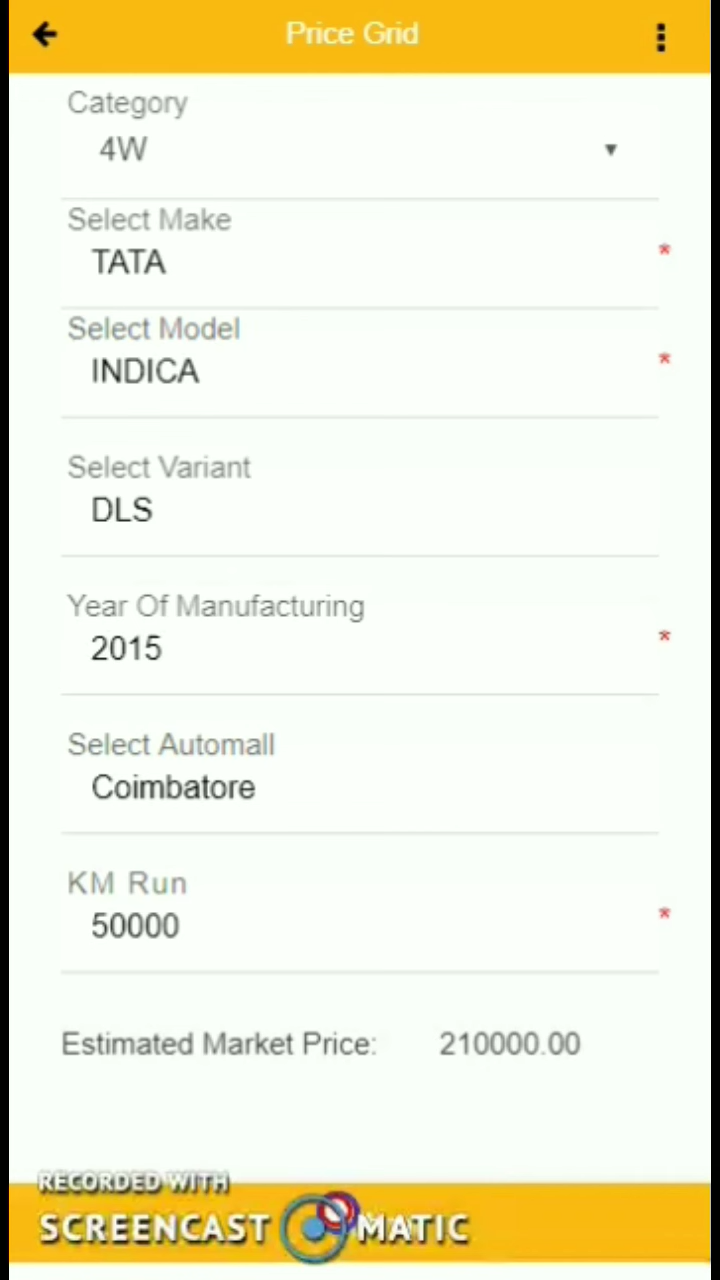 Price Grid
Category
4W
Select Make
TATA
*
Select Model
INDICA
*
Select Variant
DLS
Year Of Manufacturing
2015
*
Select Automall
Coimbatore
KM Run
50000
*
Estimated Market Price: 210000.00
RECORDED WITH
SCREENCAST MATIC